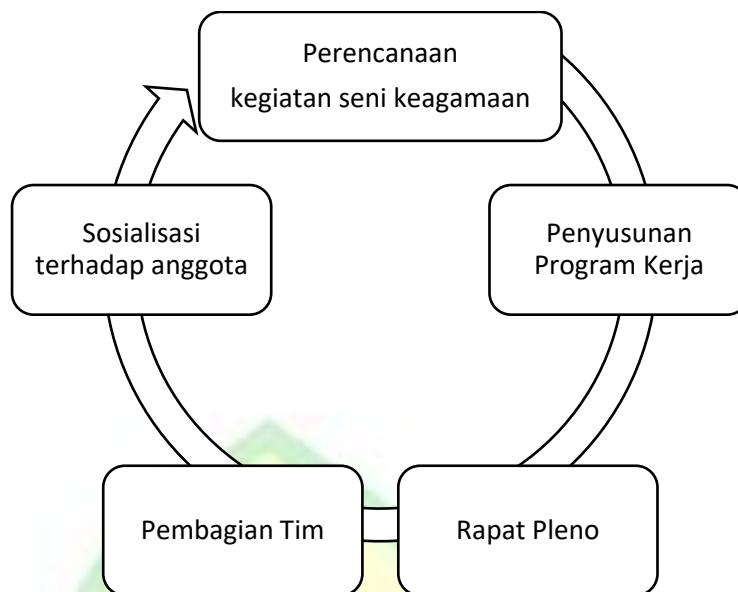 Perencanaan
kegiatan seni keagamaan
Penyusunan
Program Kerja
Rapat Pleno
Pembagian Tim
Sosialisasi
terhadap anggota